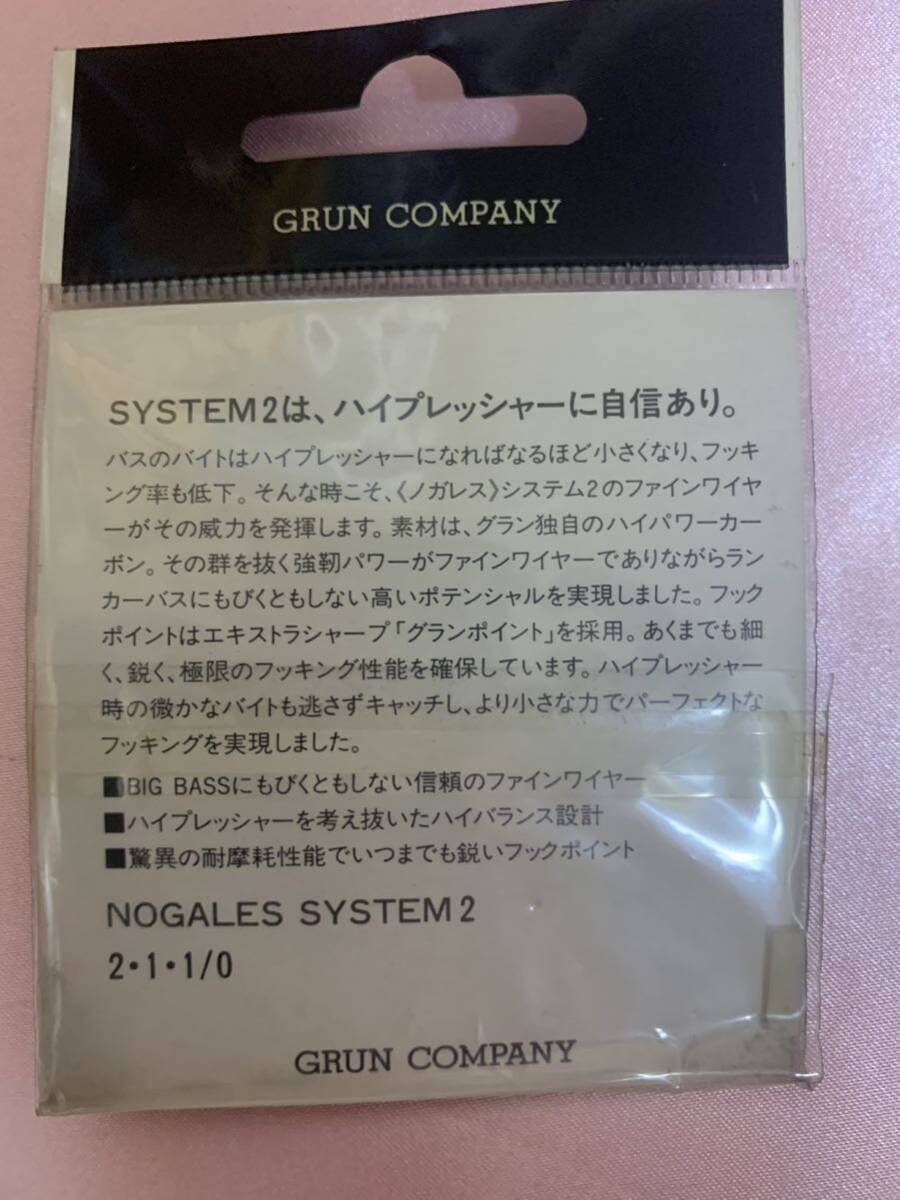 GRUN COMPANY
SYSTEM2は、ハイプレッシャーに自信あり。
バスのバイトはハイプレッシャーになればなるほど小さくなり、フッキ
ング率も低下。そんな時こそ、《ノガレス》システム2のファインワイヤ
ーがその威力を発揮します。素材は、グラン独自のハイパワーカー
ボン。その群を抜く強靭パワーがファインワイヤーでありながらラン
カーバスにもびくともしない高いポテンシャルを実現しました。フック
ポイントはエキストラシャープ「グランポイント」を採用。あくまでも細
く、鋭く、極限のフッキング性能を確保しています。ハイプレッシャー
時の微かなバイトも逃さずキャッチし、より小さな力でパーフェクトな
フッキングを実現しました。
■BIG BASSにもびくともしない信頼のファインワイヤー
■ハイプレッシャーを考え抜いたハイバランス設計
■驚異の耐摩耗性能でいつまでも鋭いフックポイント
NOGALES SYSTEM2
2・1・1/0
GRUN COMPANY